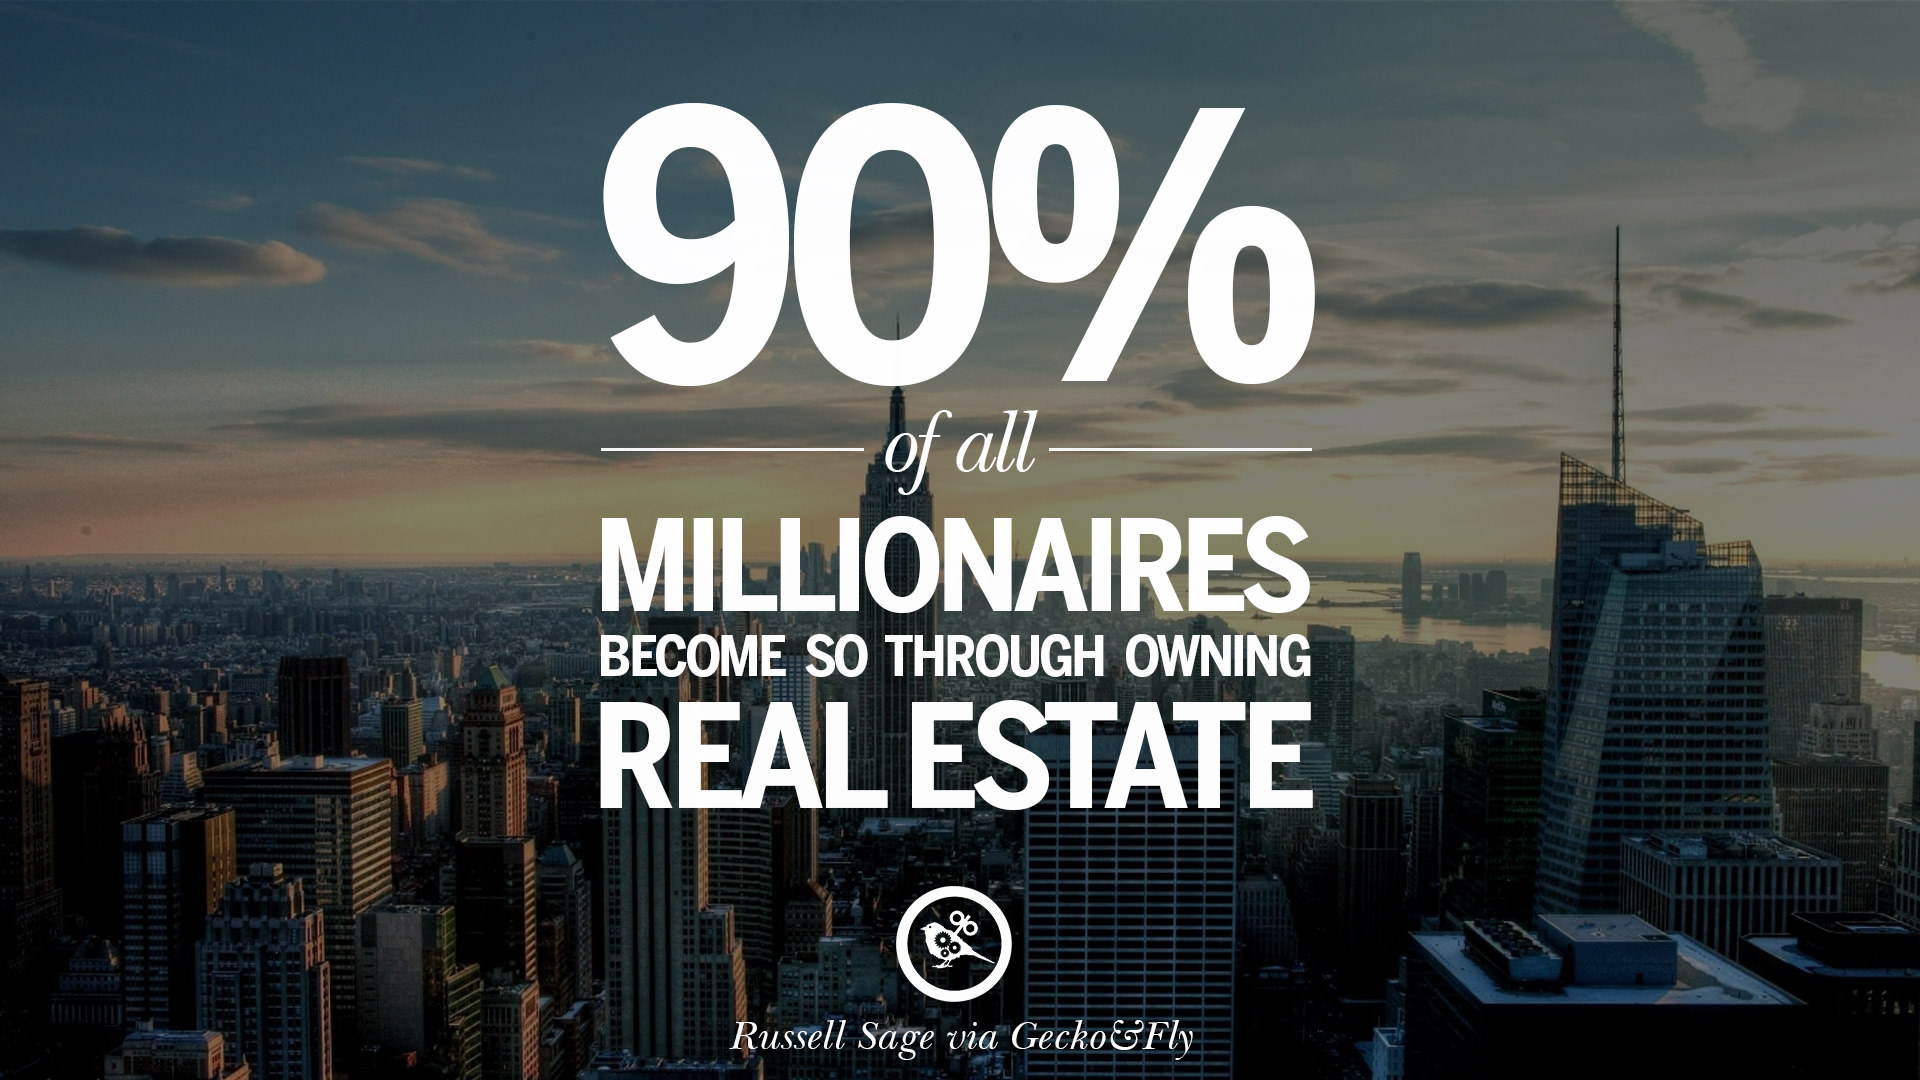 90%
of all
MILLIONAIRES
BECOME SO THROUGH OWNING
REAL ESTATE
Russell Sage via Gecko&Fly